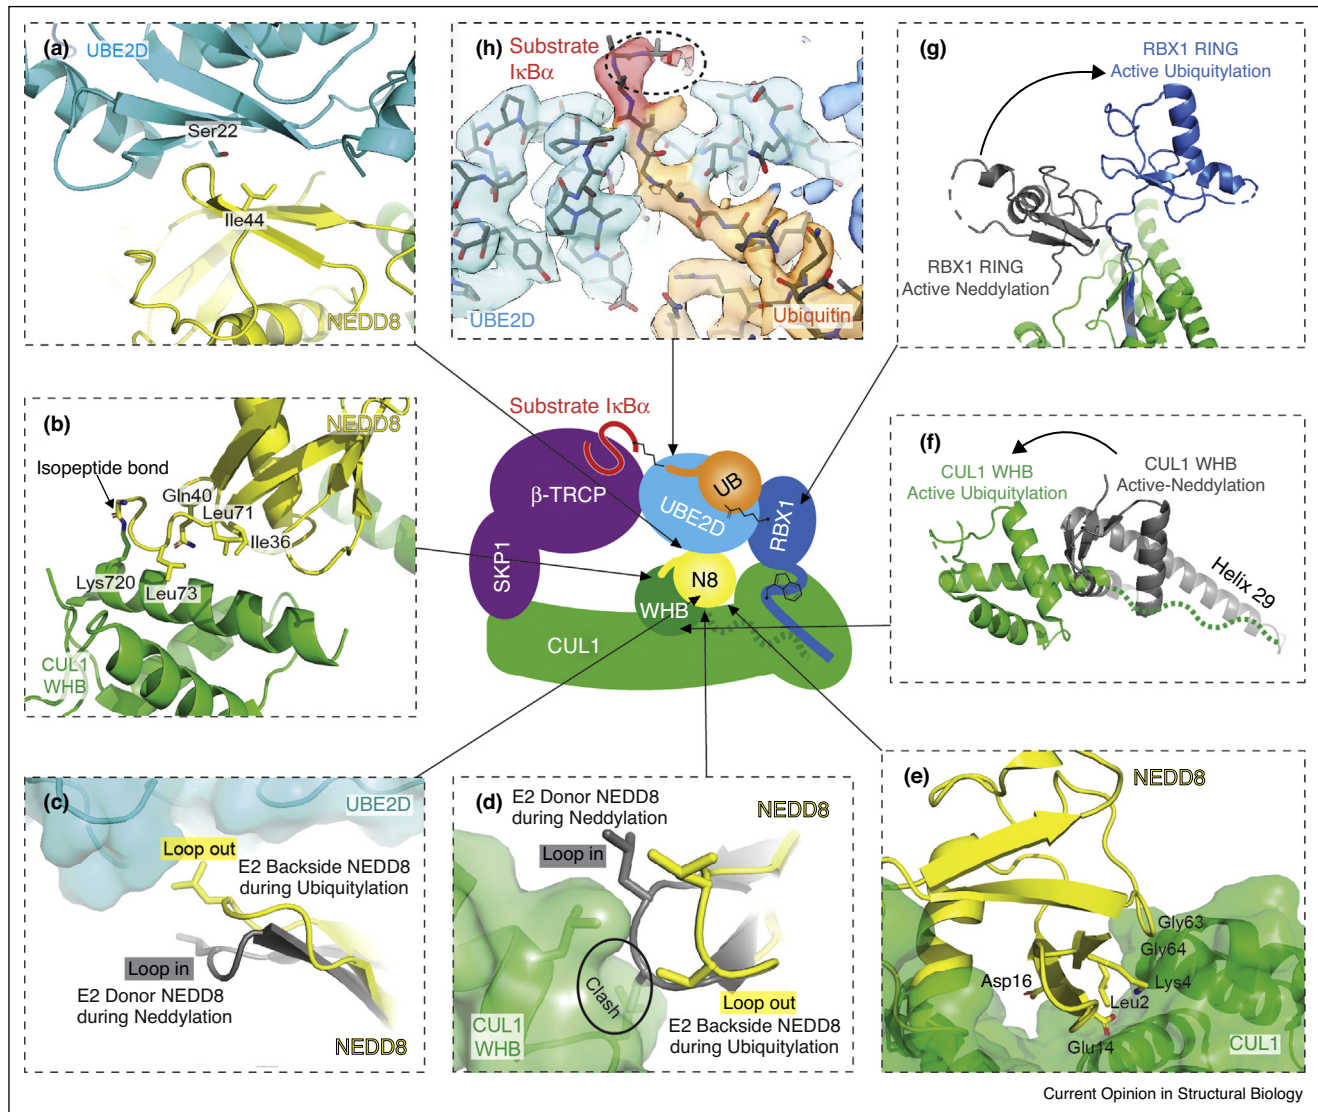 (a)
UBE2D
Ser22
Ile44
NEDD8
(h)
Substrate
IκBα
UBE2D
Ubiquitin
(g)
RBX1 RING
Active Ubiquitylation
RBX1 RING
Active Neddylation
(b)
NEDD8
Isopeptide bond
Gln40
Leu71
Ile36
Lys720
Leu73
CUL1
WHB
Substrate IκBα
β-TRCP
UB
UBE2D
RBX1
SKP1
N8
WHB
CUL1
(f)
CUL1 WHB
Active Ubiquitylation
CUL1 WHB
Active-Neddylation
Helix 29
(c)
UBE2D
Loop out
E2 Backside NEDD8
during Ubiquitylation
Loop in
E2 Donor NEDD8
during Neddylation
NEDD8
(d)
E2 Donor NEDD8
during Neddylation
NEDD8
Loop in
Clash
Loop out
CUL1
WHB
E2 Backside NEDD8
during Ubiquitylation
(e)
NEDD8
Gly63
Gly64
Asp16
Lys4
Leu2
Glu14
CUL1
Current Opinion in Structural Biology